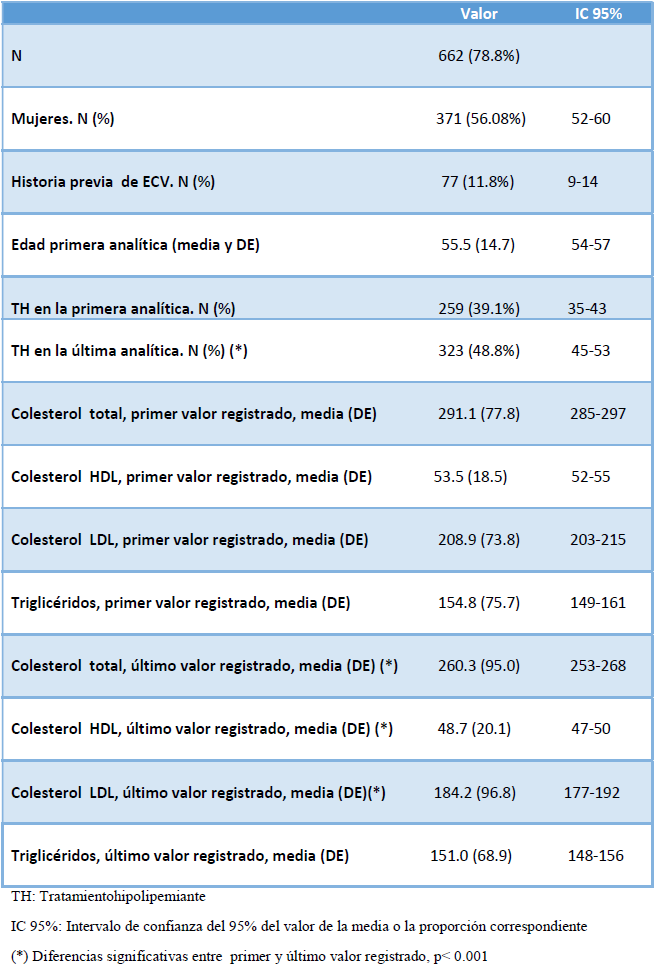 Valor IC 95%
N 662 (78.8%)
Mujeres. N (%) 371 (56.08%) 52-60
Historia previa de ECV. N (%) 77 (11.8%) 9-14
Edad primera analítica (media y DE) 55.5 (14.7) 54-57
TH en la primera analítica. N (%) 259 (39.1%) 35-43
TH en la última analítica. N (%) (*) 323 (48.8%) 45-53
Colesterol total, primer valor registrado, media (DE) 291.1 (77.8) 285-297
Colesterol HDL, primer valor registrado, media (DE) 53.5 (18.5) 52-55
Colesterol LDL, primer valor registrado, media (DE) 208.9 (73.8) 203-215
Triglicéridos, primer valor registrado, media (DE) 154.8 (75.7) 149-161
Colesterol total, último valor registrado, media (DE) (*) 260.3 (95.0) 253-268
Colesterol HDL, último valor registrado, media (DE) (*) 48.7 (20.1) 47-50
Colesterol LDL, último valor registrado, media (DE)(*) 184.2 (96.8) 177-192
Triglicéridos, último valor registrado, media (DE) 151.0 (68.9) 148-156
TH: Tratamientohipolipemiante
IC 95%: Intervalo de confianza del 95% del valor de la media o la proporción correspondiente
(*) Diferencias significativas entre primer y último valor registrado, p< 0.001